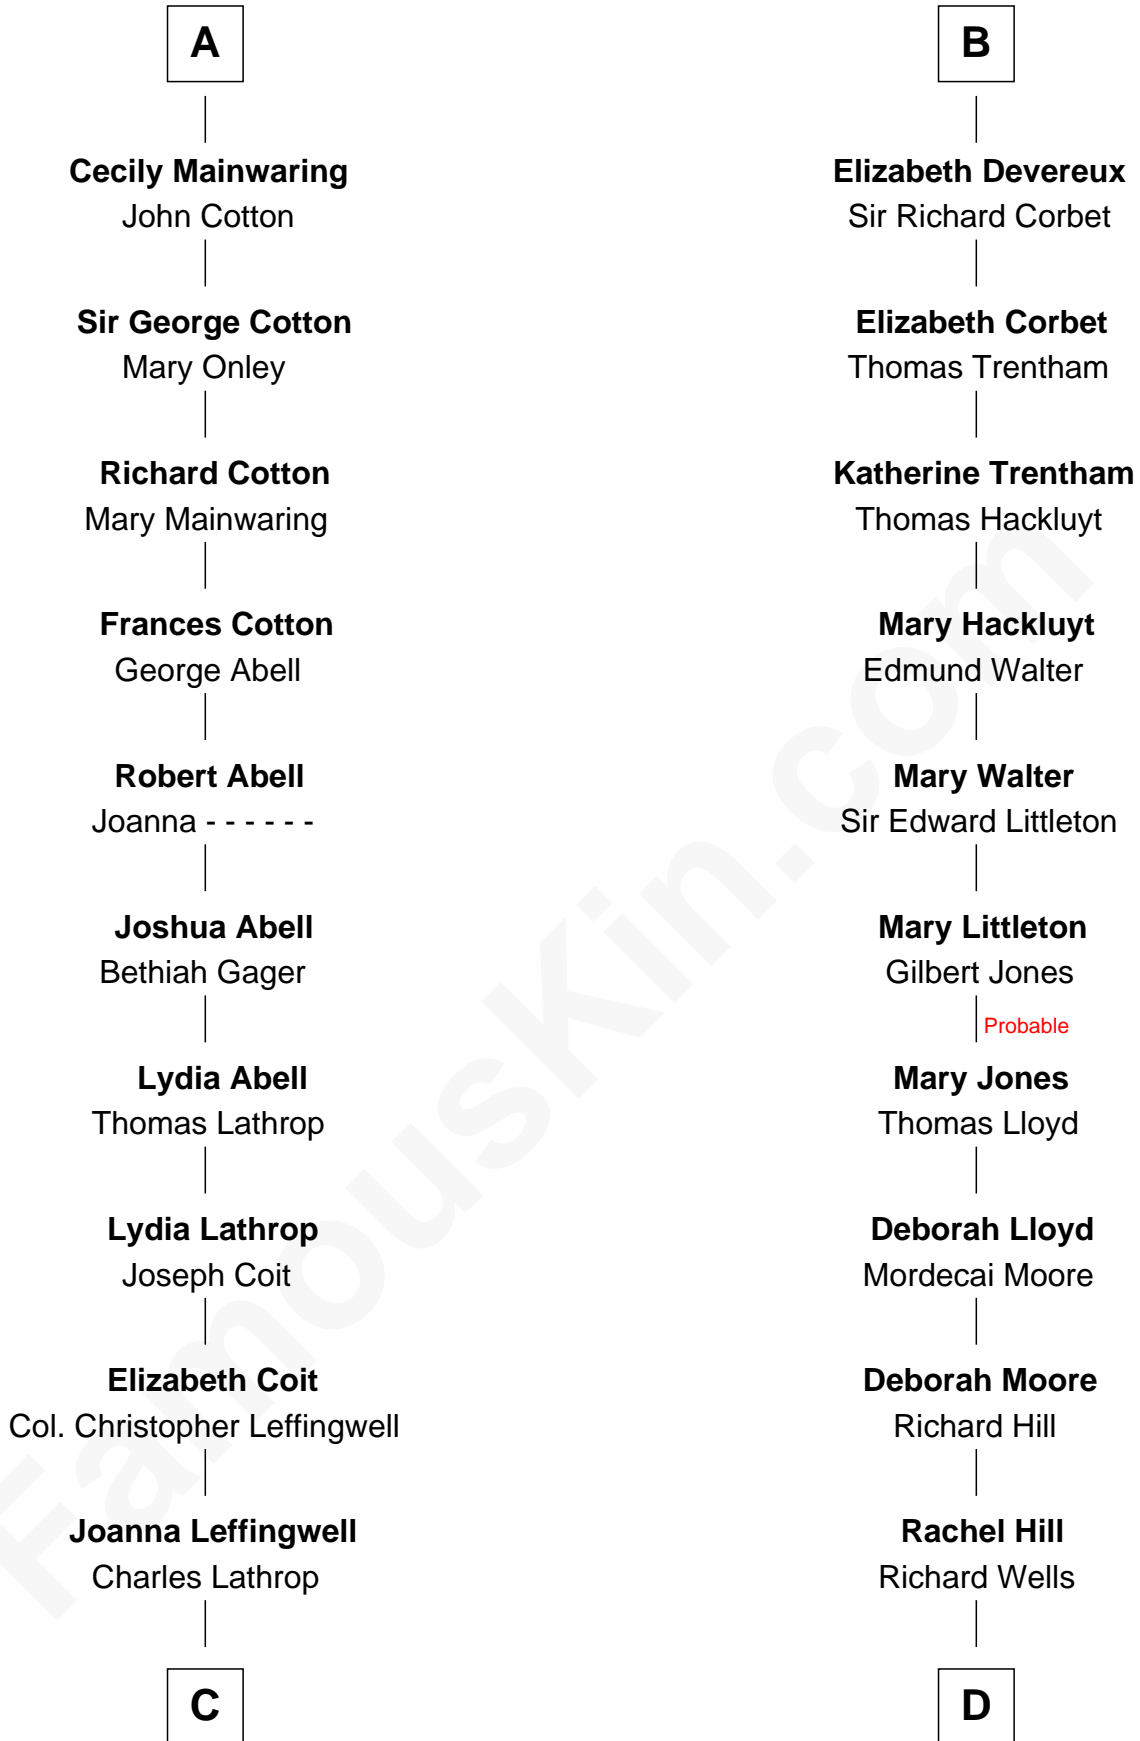 A
Cecily Mainwaring
John Cotton
Sir George Cotton
Mary Onley
Richard Cotton
Mary Mainwaring
Frances Cotton
George Abell
Robert Abell
Joanna - - - - - -
Joshua Abell
Bethiah Gager
Lydia Abell
Thomas Lathrop
Lydia Lathrop
Joseph Coit
Elizabeth Coit
Col. Christopher Leffingwell
Joanna Leffingwell
Charles Lathrop
C
B
Elizabeth Devereux
Sir Richard Corbet
Elizabeth Corbet
Thomas Trentham
Katherine Trentham
Thomas Hackluyt
Mary Hackluyt
Edmund Walter
Mary Walter
Sir Edward Littleton
Mary Littleton
Gilbert Jones
Probable
Mary Jones
Thomas Lloyd
Deborah Lloyd
Mordecai Moore
Deborah Moore
Richard Hill
Rachel Hill
Richard Wells
D
FamousKin.com